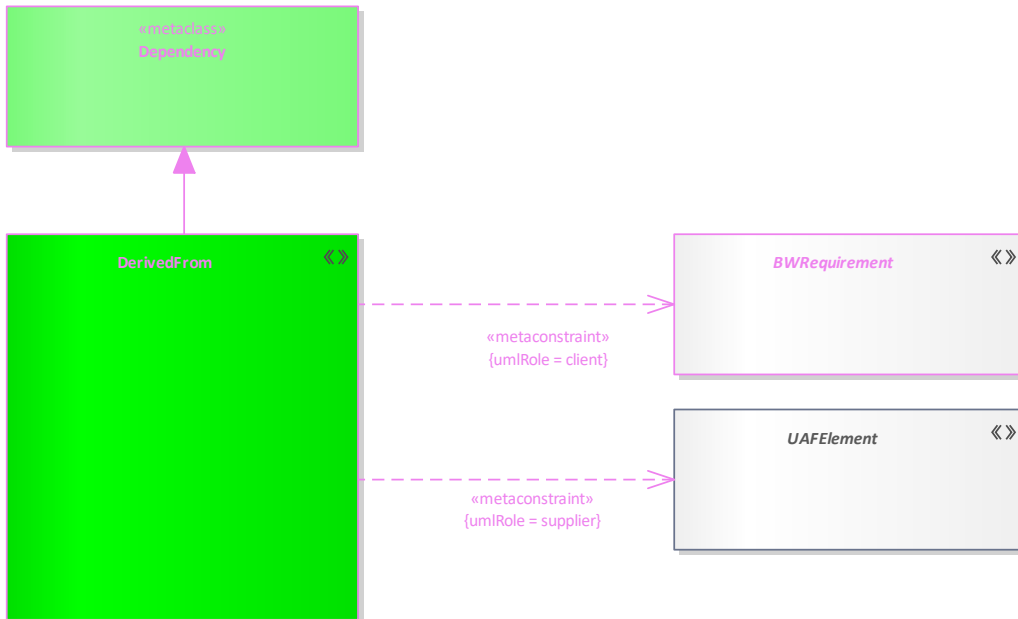 «metaclass»
Dependency
DerivedFrom
BWRequirement
«metaconstraint»
{umlRole = client}
UAFElement
«metaconstraint»
{umlRole = supplier}